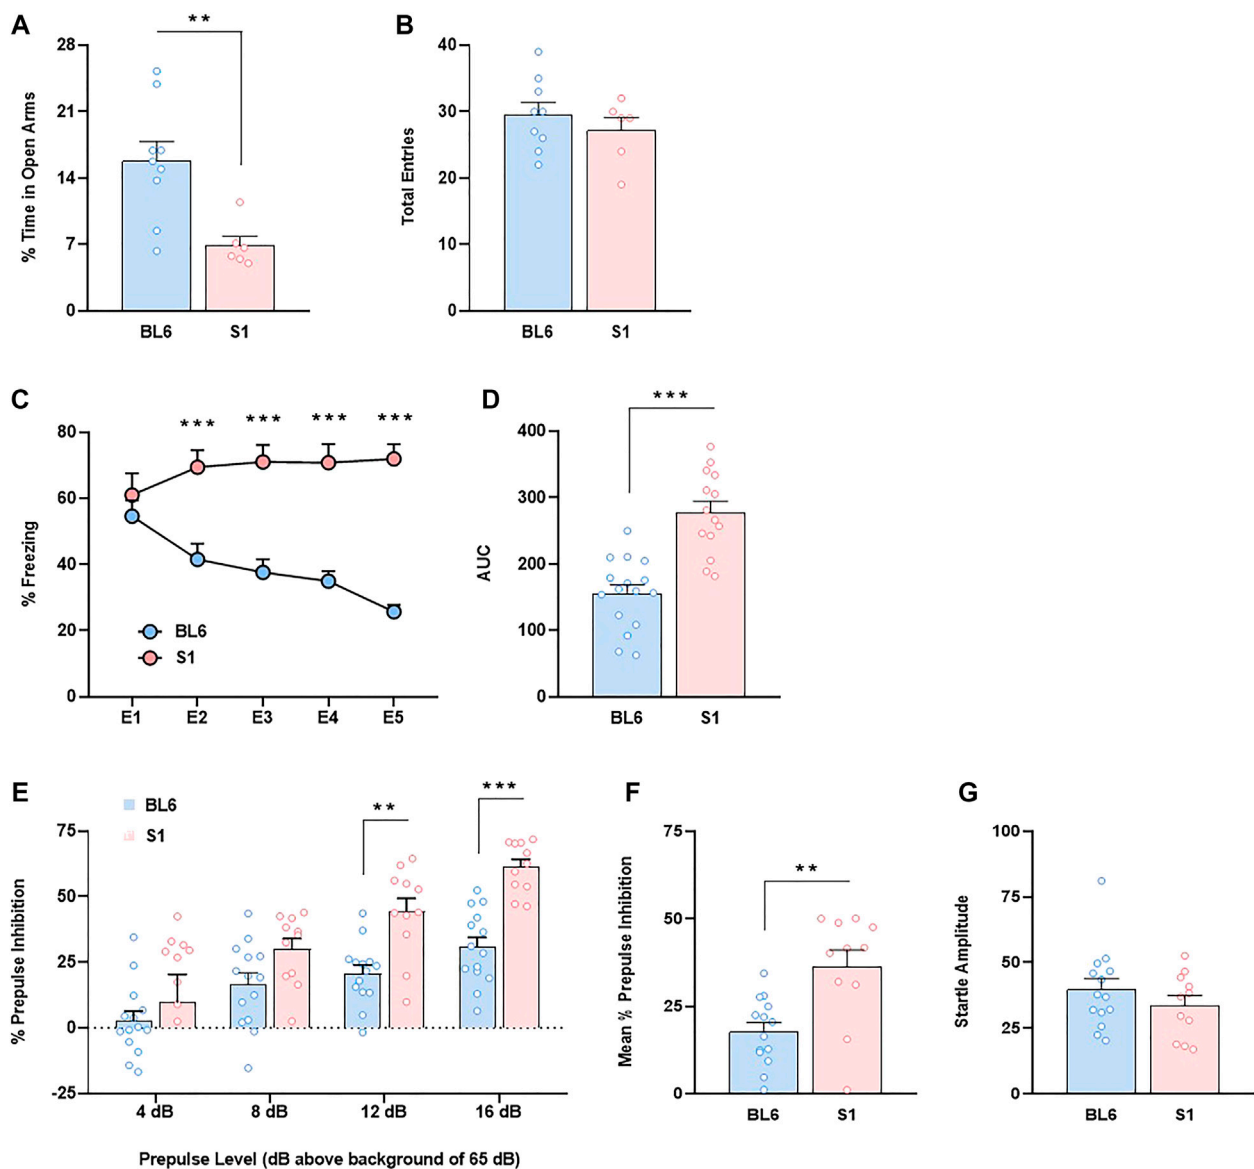 A
**
28
21
14
7
0
% Time in Open Arms
BL6
S1
B
40
30
20
10
0
Total Entries
BL6
S1
C
*** *** *** ***
80
60
40
20
0
% Freezing
BL6
S1
E1 E2 E3 E4 E5
D
***
400
300
200
100
0
AUC
BL6
S1
E
BL6
S1
**
***
75
50
25
0
-25
% Prepulse Inhibition
4 dB 8 dB 12 dB 16 dB
Prepulse Level (dB above background of 65 dB)
F
**
75
50
25
0
Mean % Prepulse Inhibition
BL6
S1
G
100
75
50
25
0
Startle Amplitude
BL6
S1